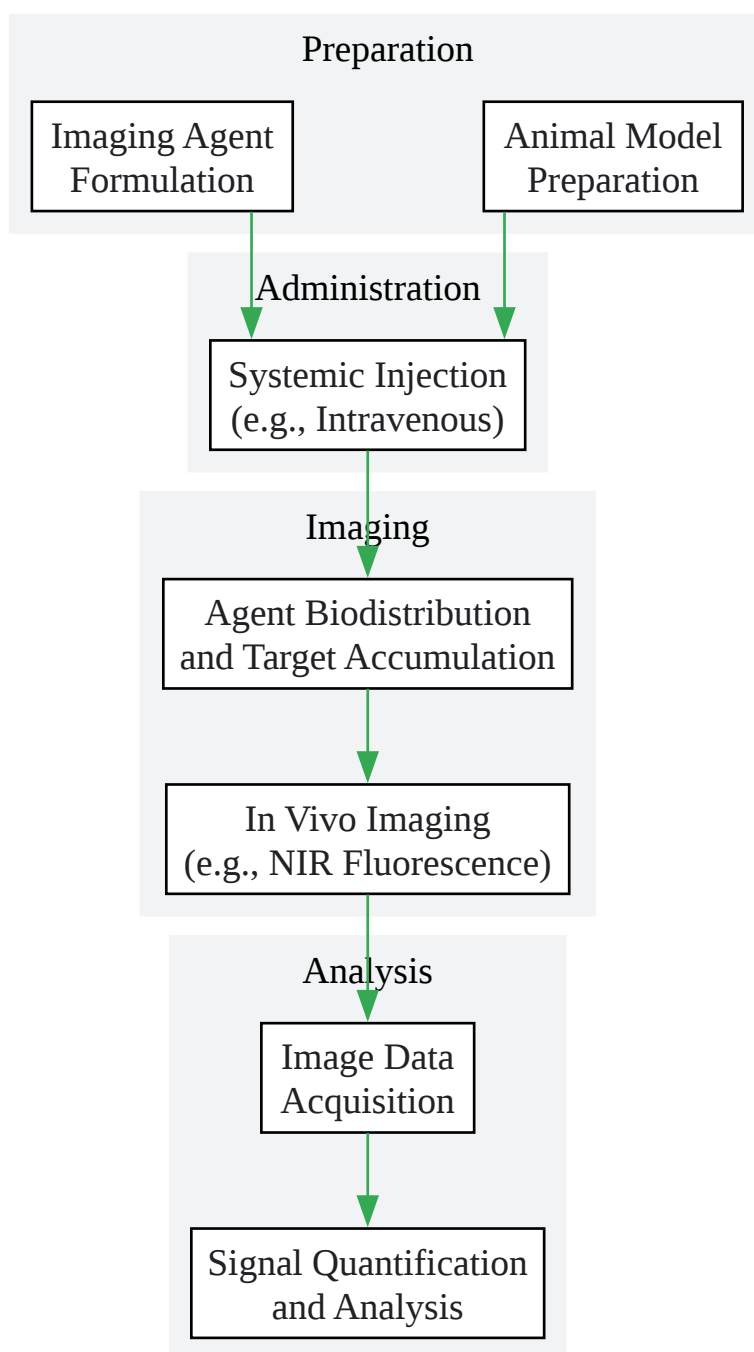 Preparation
Imaging Agent
Formulation
Animal Model
Preparation
Administration
Systemic Injection
(e.g., Intravenous)
Imaging
Agent Biodistribution
and Target Accumulation
In Vivo Imaging
(e.g., NIR Fluorescence)
Analysis
Image Data
Acquisition
Signal Quantification
and Analysis